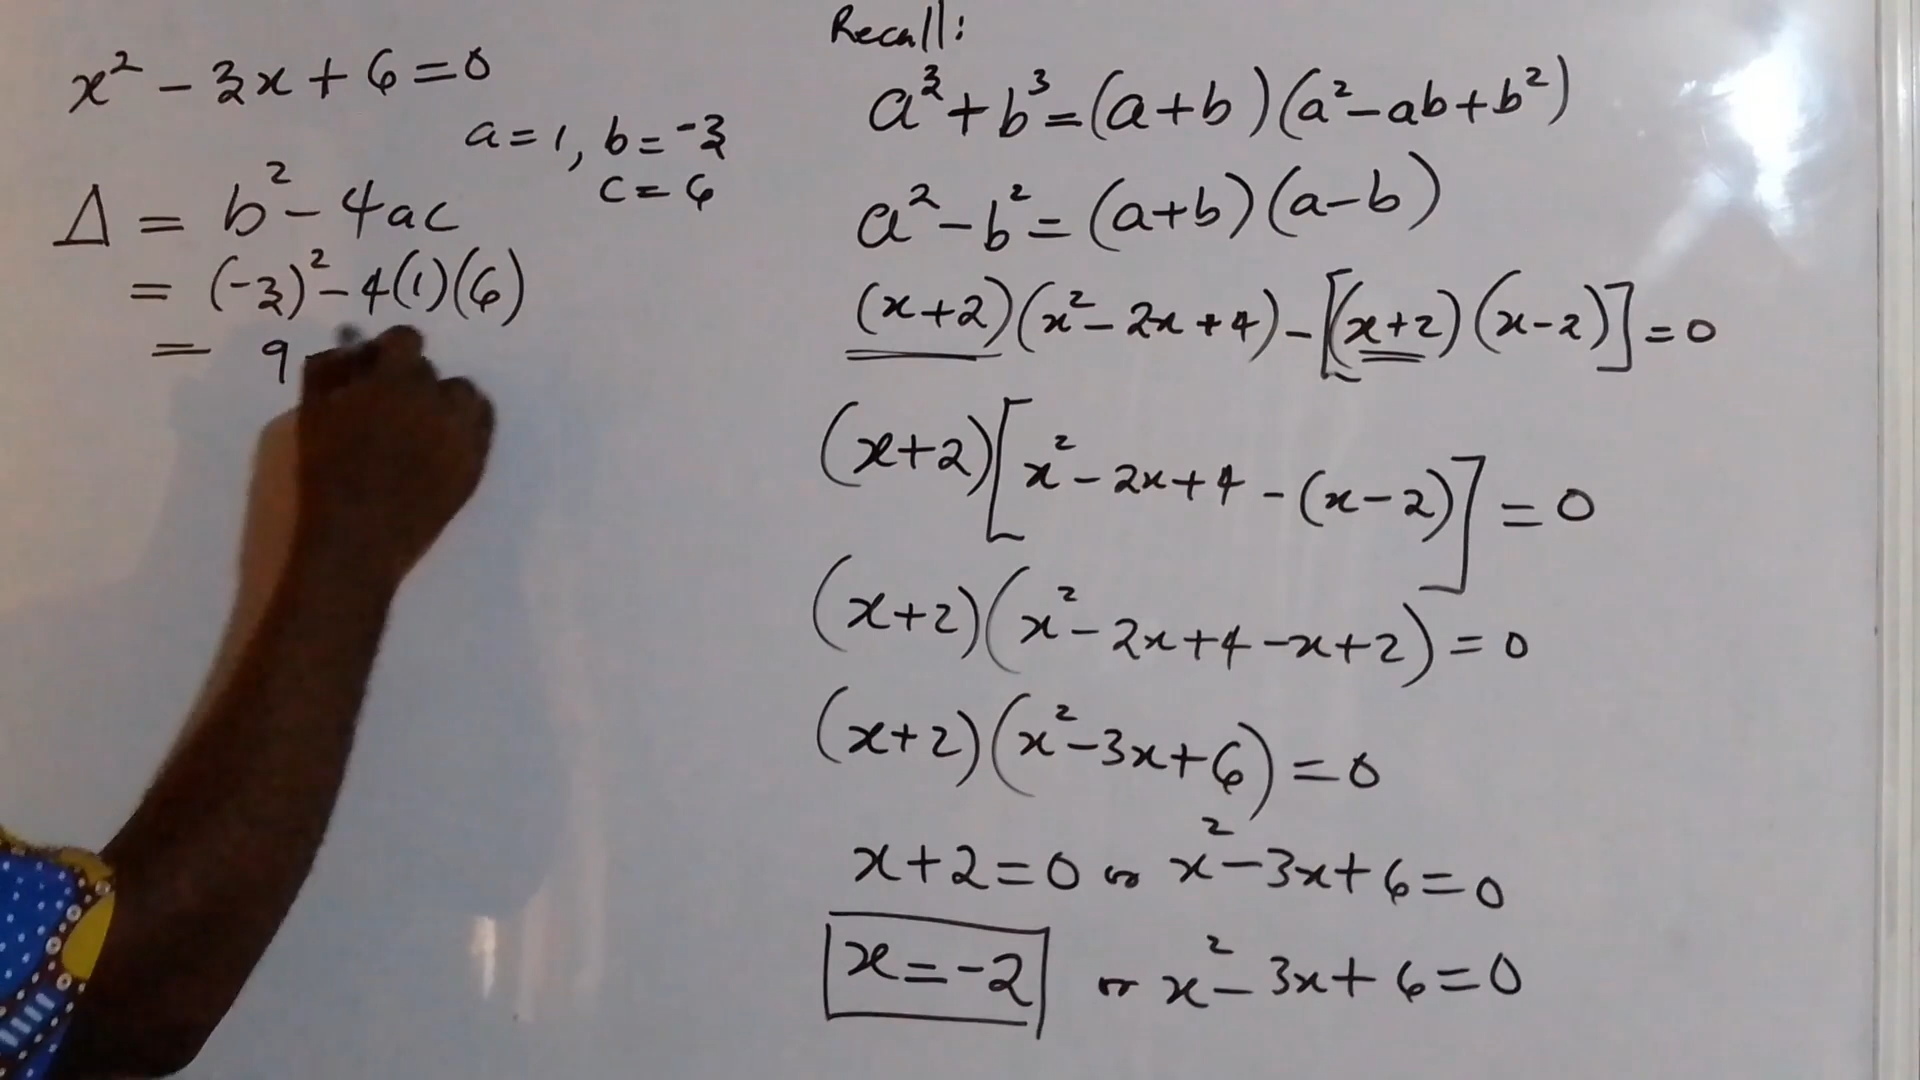 x² - 3x + 6 = 0
a = 1, b = -3
c = 6
Δ = b² - 4ac
= (-3)² - 4(1)(6)
= 9
Recall:
a³ + b³ = (a+b)(a² - ab + b²)
a² - b² = (a+b)(a-b)
(x+2)(x² - 2x + 4) - [(x+2)(x-2)] = 0
(x+2)[x² - 2x + 4 - (x-2)] = 0
(x+2)(x² - 2x + 4 - x + 2) = 0
(x+2)(x² - 3x + 6) = 0
x + 2 = 0 or x² - 3x + 6 = 0
x = -2 or x² - 3x + 6 = 0